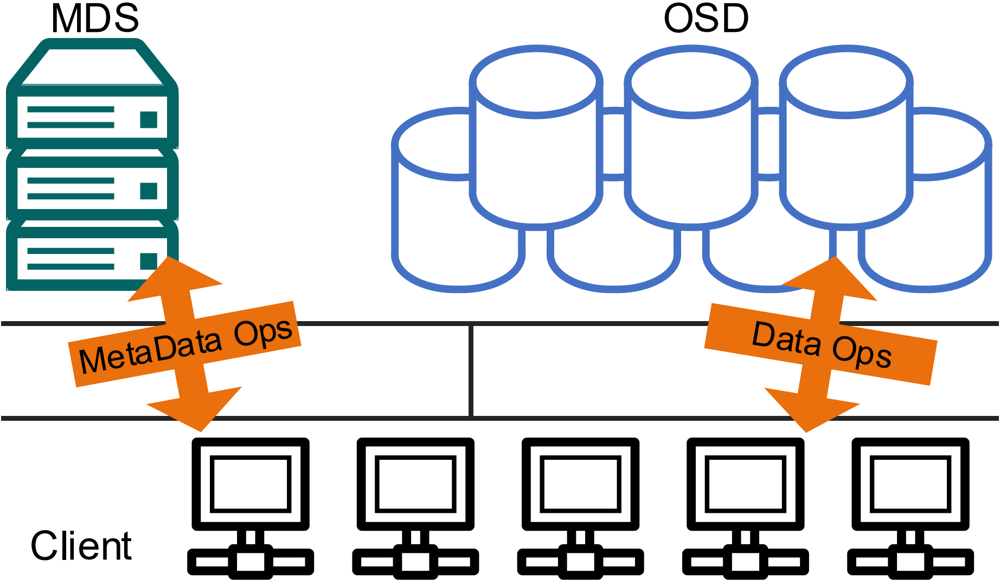 MDS
OSD
MetaData Ops
Data Ops
Client